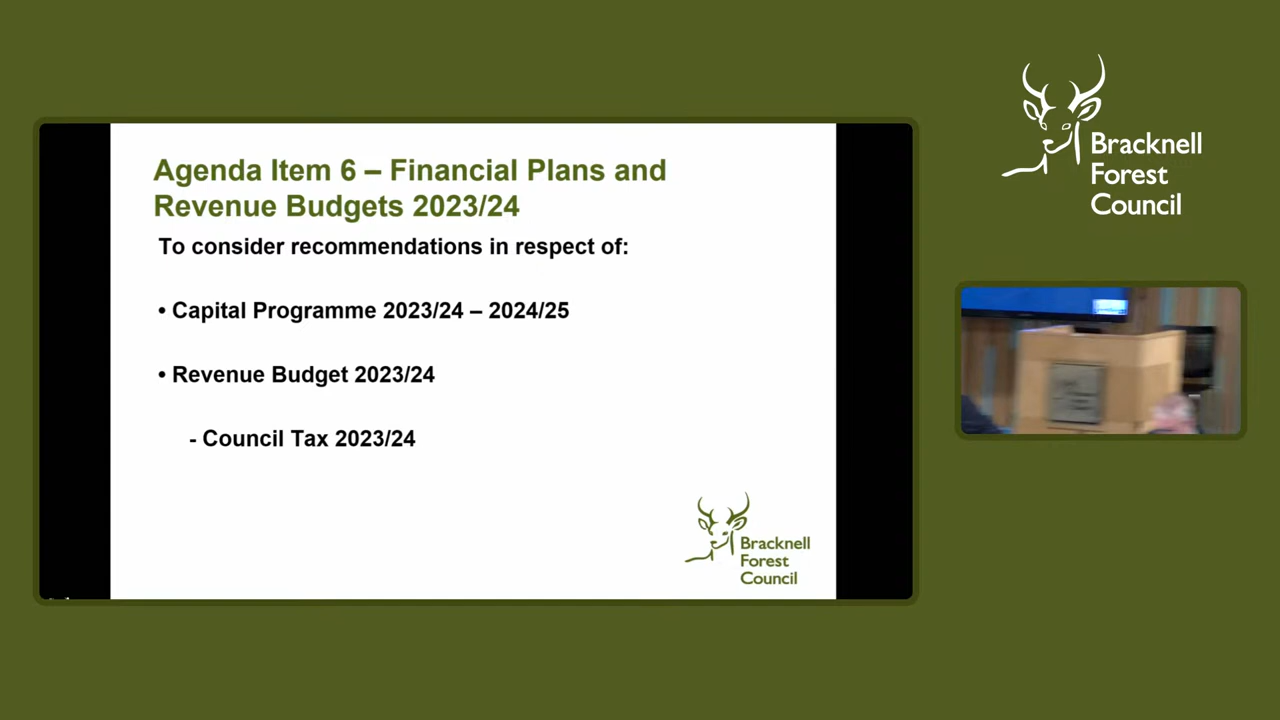 Agenda Item 6 – Financial Plans and
Revenue Budgets 2023/24
To consider recommendations in respect of:
• Capital Programme 2023/24 – 2024/25
• Revenue Budget 2023/24
- Council Tax 2023/24
Bracknell
Forest
Council
Bracknell
Forest
Council